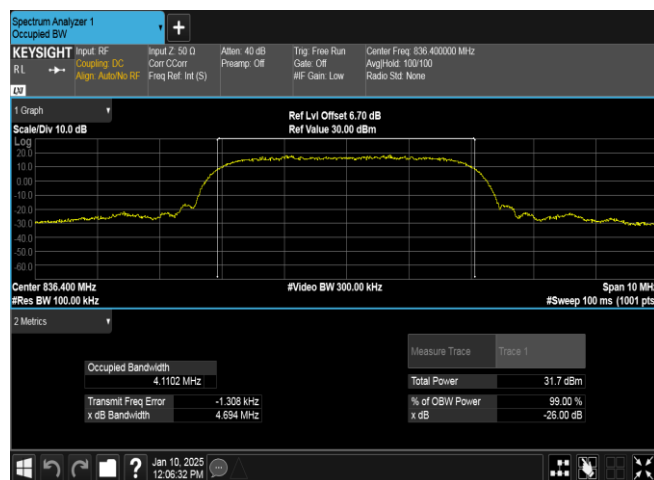 Spectrum Analyzer 1
Occupied BW
+
KEYSIGHT Input: RF Input Z: 50 Ω Atten: 40 dB Trig: Free Run Center Freq: 836.400000 MHz
RL Coupling: DC Corr CCorr Preamp: Off Gate: Off Avg|Hold: 100/100
Align: Auto/No RF Freq Ref: Int (S) #IF Gain: Low Radio Std: None
LXI
1 Graph Ref Lvl Offset 6.70 dB
Scale/Div 10.0 dB Ref Value 30.00 dBm
Log
20.0
10.0
0.00
-10.0
-20.0
-30.0
-40.0
-50.0
-60.0
Center 836.400 MHz #Video BW 300.00 kHz Span 10 MH
#Res BW 100.00 kHz #Sweep 100 ms (1001 pts
2 Metrics
Measure Trace Trace 1
Occupied Bandwidth
4.1102 MHz Total Power 31.7 dBm
Transmit Freq Error -1.308 kHz % of OBW Power 99.00 %
x dB Bandwidth 4.694 MHz x dB -26.00 dB
? Jan 10, 2025
12:06:32 PM